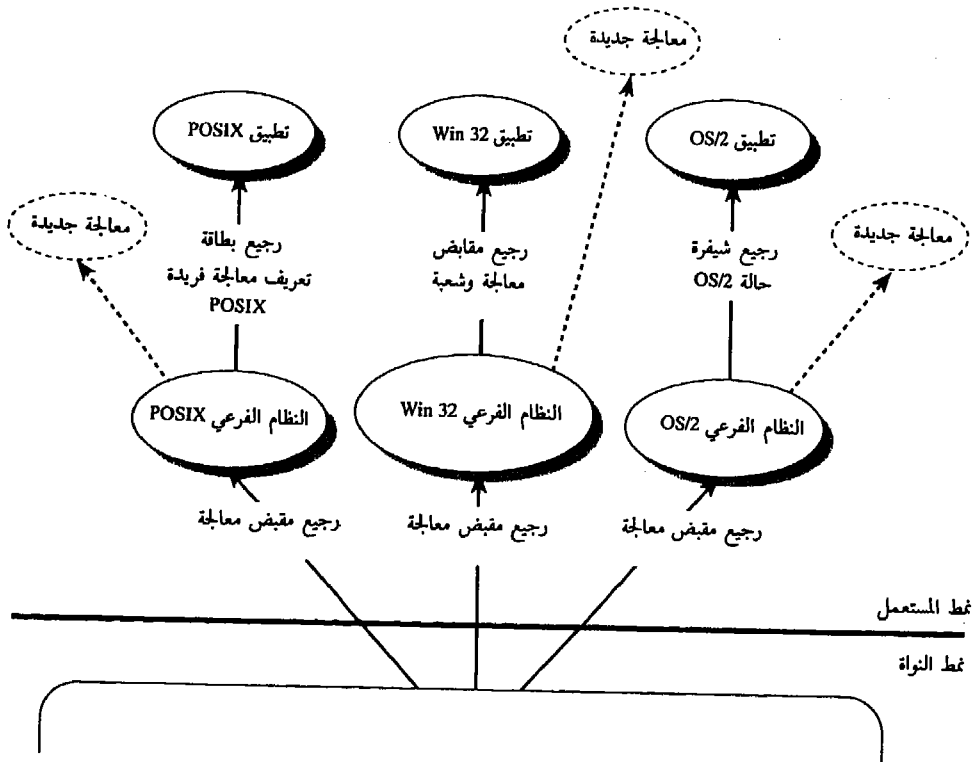 معالجة جديدة
تطبيق OS/2
تطبيق Win 32
تطبيق POSIX
معالجة جديدة
رجيع شيفرة
حالة OS/2
رجيع مقابض
معالجة وشعبة
رجيع بطاقة
تعريف معالجة فريدة
POSIX
معالجة جديدة
النظام الفرعي OS/2
النظام الفرعي Win 32
النظام الفرعي POSIX
رجيع مقبض معالجة
رجيع مقبض معالجة
رجيع مقبض معالجة
نمط المستعمل
نمط النواة